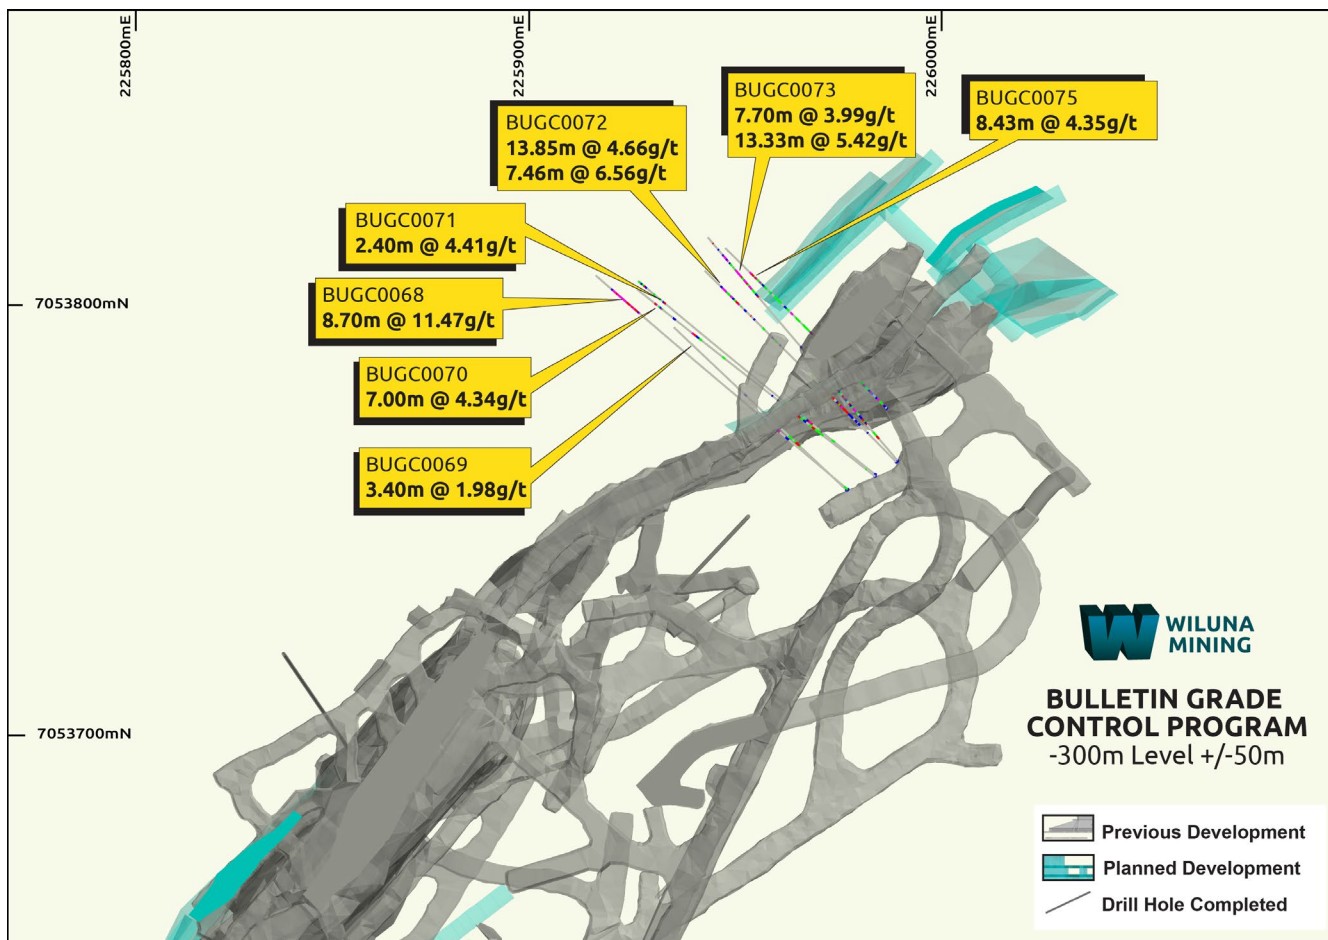 225800mE
225900mE
226000mE
BUGC0073
7.70m @ 3.99g/t
13.33m @ 5.42g/t
BUGC0075
8.43m @ 4.35g/t
BUGC0072
13.85m @ 4.66g/t
7.46m @ 6.56g/t
BUGC0071
2.40m @ 4.41g/t
7053800mN
BUGC0068
8.70m @ 11.47g/t
BUGC0070
7.00m @ 4.34g/t
BUGC0069
3.40m @ 1.98g/t
W WILUNA
MINING
BULLETIN GRADE
CONTROL PROGRAM
-300m Level +/-50m
7053700mN
Previous Development
Planned Development
Drill Hole Completed